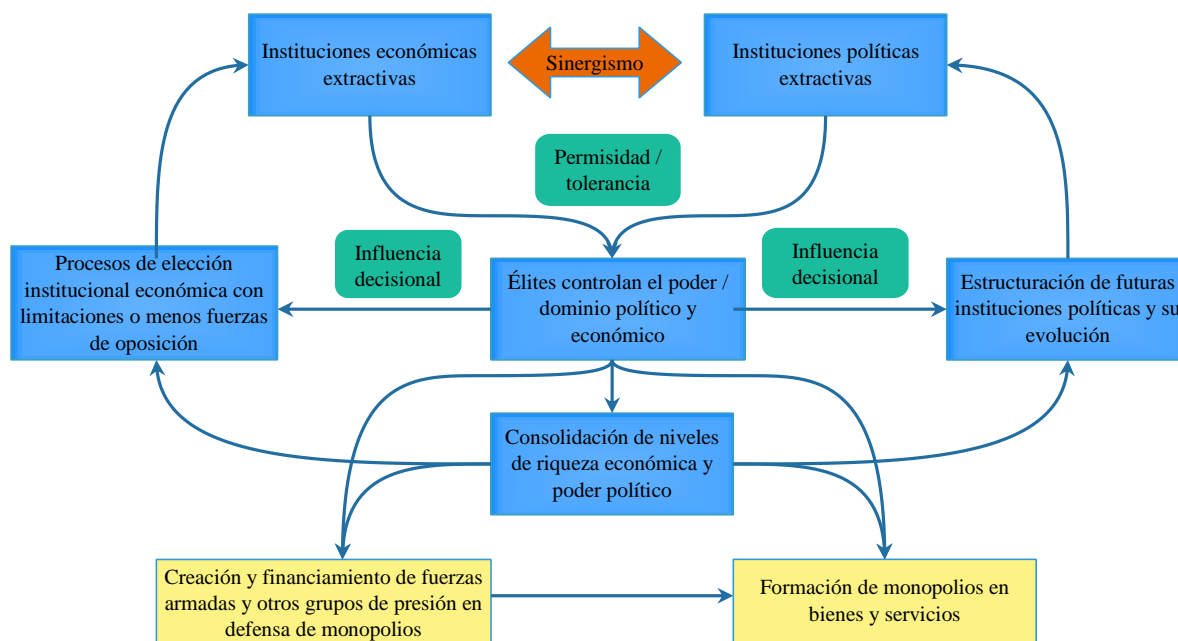 Instituciones económicas
extractivas
Sinergismo
Instituciones políticas
extractivas
Permisidad /
tolerancia
Influencia
decisional
Influencia
decisional
Procesos de elección
institucional económica con
limitaciones o menos fuerzas
de oposición
Élites controlan el poder /
dominio político y
económico
Estructuración de futuras
instituciones políticas y su
evolución
Consolidación de niveles
de riqueza económica y
poder político
Creación y financiamiento de fuerzas
armadas y otros grupos de presión en
defensa de monopolios
Formación de monopolios en
bienes y servicios